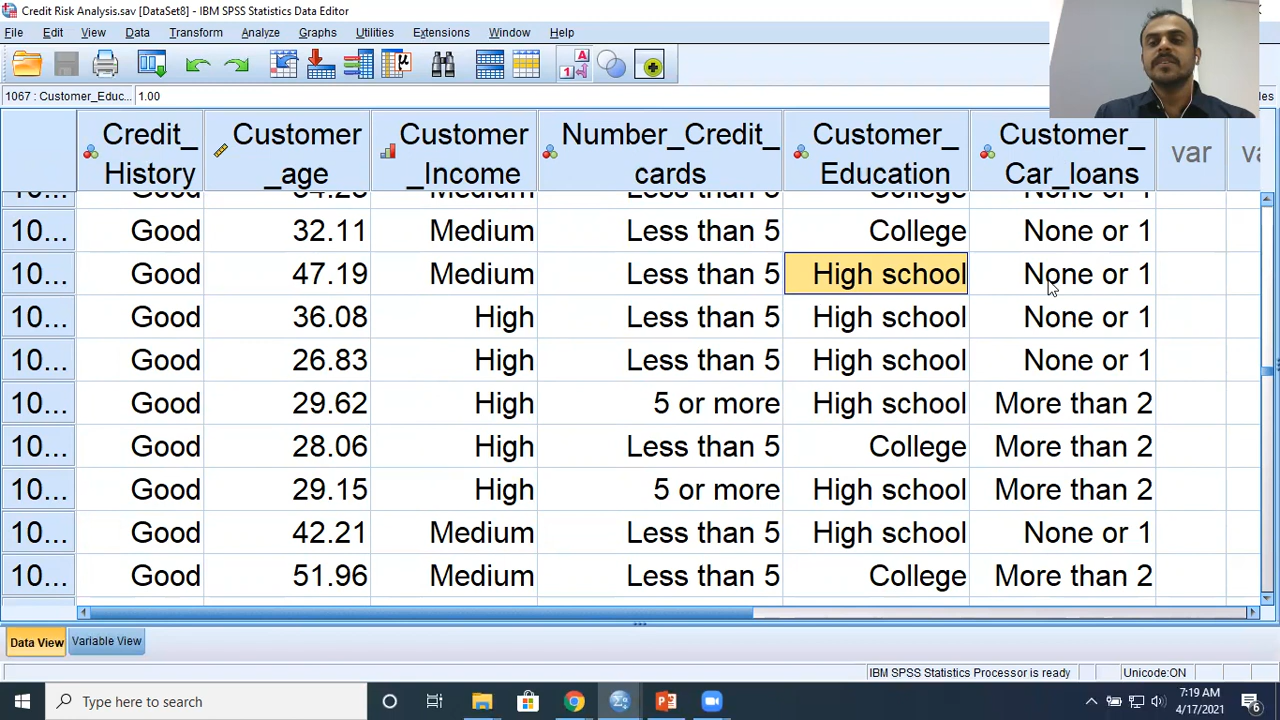 Credit Risk Analysis.sav [DataSet8] - IBM SPSS Statistics Data Editor
File Edit View Data Transform Analyze Graphs Utilities Extensions Window Help
1067 : Customer_Educ... 1.00
Credit_ Customer Customer Number_Credit_ Customer_ Customer_ var
History _age _Income cards Education Car_loans
10... Good 32.11 Medium Less than 5 College None or 1
10... Good 47.19 Medium Less than 5 High school None or 1
10... Good 36.08 High Less than 5 High school None or 1
10... Good 26.83 High Less than 5 High school None or 1
10... Good 29.62 High 5 or more High school More than 2
10... Good 28.06 High Less than 5 College More than 2
10... Good 29.15 High 5 or more High school More than 2
10... Good 42.21 Medium Less than 5 High school None or 1
10... Good 51.96 Medium Less than 5 College More than 2
Data View Variable View
IBM SPSS Statistics Processor is ready Unicode:ON
Type here to search
7:19 AM
4/17/2021
6